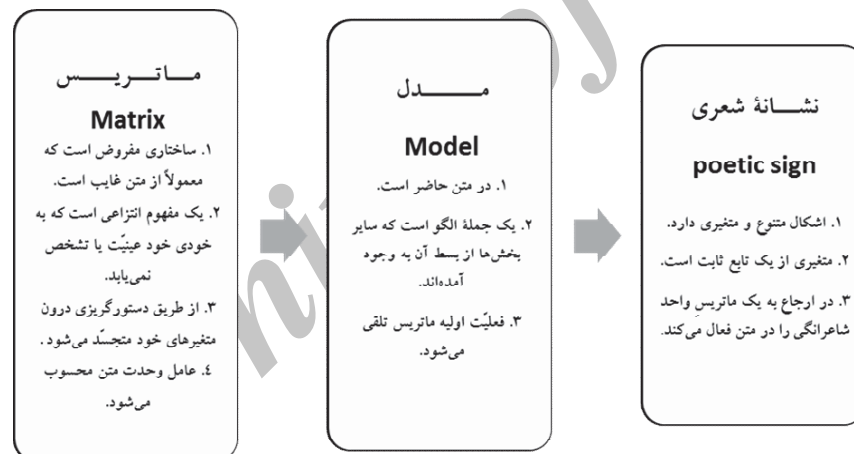 ماتریس
Matrix
۱. ساختاری مفروض است که
معمولاً از متن غایب است.
۲. یک مفهوم انتزاعی است که به
خودی خود عینیّت یا تشخص
نمی‌یابد.
۳. از طریق دستورگریزی درون
متغیرهای خود متجسّد می‌شود.
٤. عامل وحدت متن محسوب
می‌شود.
مدل
Model
۱. در متن حاضر است.
۲. یک جملهٔ الگو است که سایر
بخش‌ها از بسط آن به وجود
آمده‌اند.
۳. فعلیّت اولیه ماتریس تلقی
می‌شود.
نشانهٔ شعری
poetic sign
۱. اشکال متنوع و متغیری دارد.
۲. متغیری از یک تابع ثابت است.
۳. در ارجاع به یک ماتریسِ واحد
شاعرانگی را در متن فعال می‌کند.